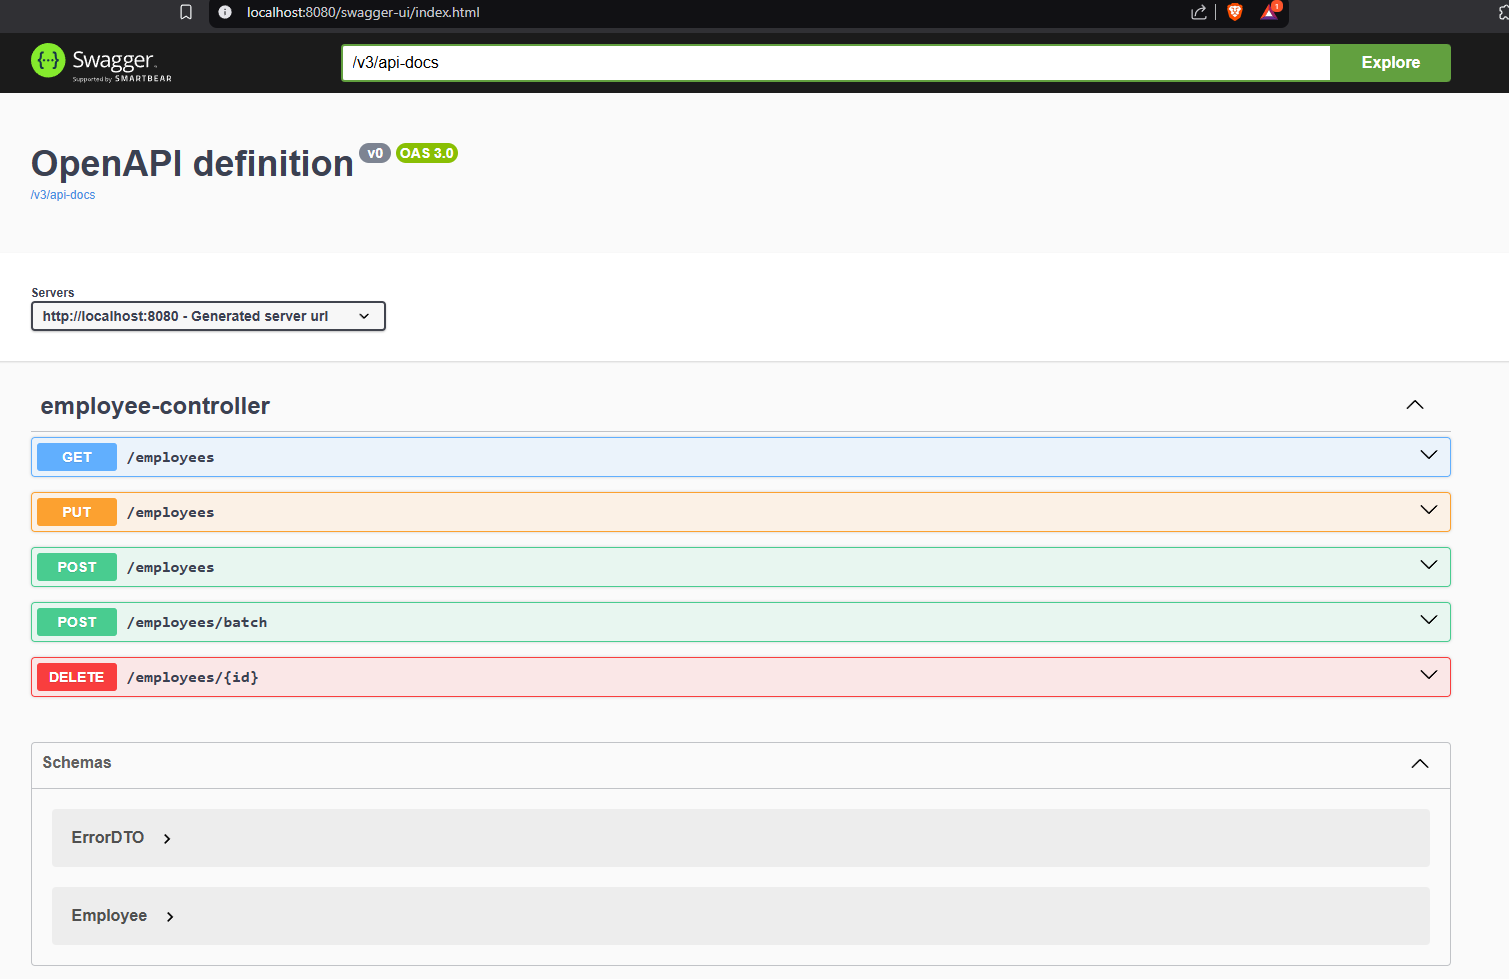 localhost:8080/swagger-ui/index.html
1
Swagger.
Supported by SMARTBEAR
/v3/api-docs
Explore
OpenAPI definition v0 OAS 3.0
/v3/api-docs
Servers
http://localhost:8080 - Generated server url
employee-controller
GET /employees
PUT /employees
POST /employees
POST /employees/batch
DELETE /employees/{id}
Schemas
ErrorDTO
Employee